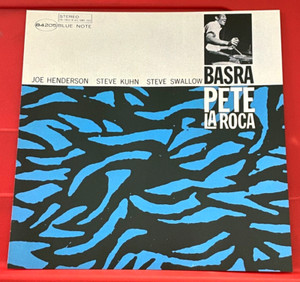 STEREO
84205 BLUE NOTE
JOE HENDERSON STEVE KUHN STEVE SWALLOW
BASRA
PETE
LA ROCA